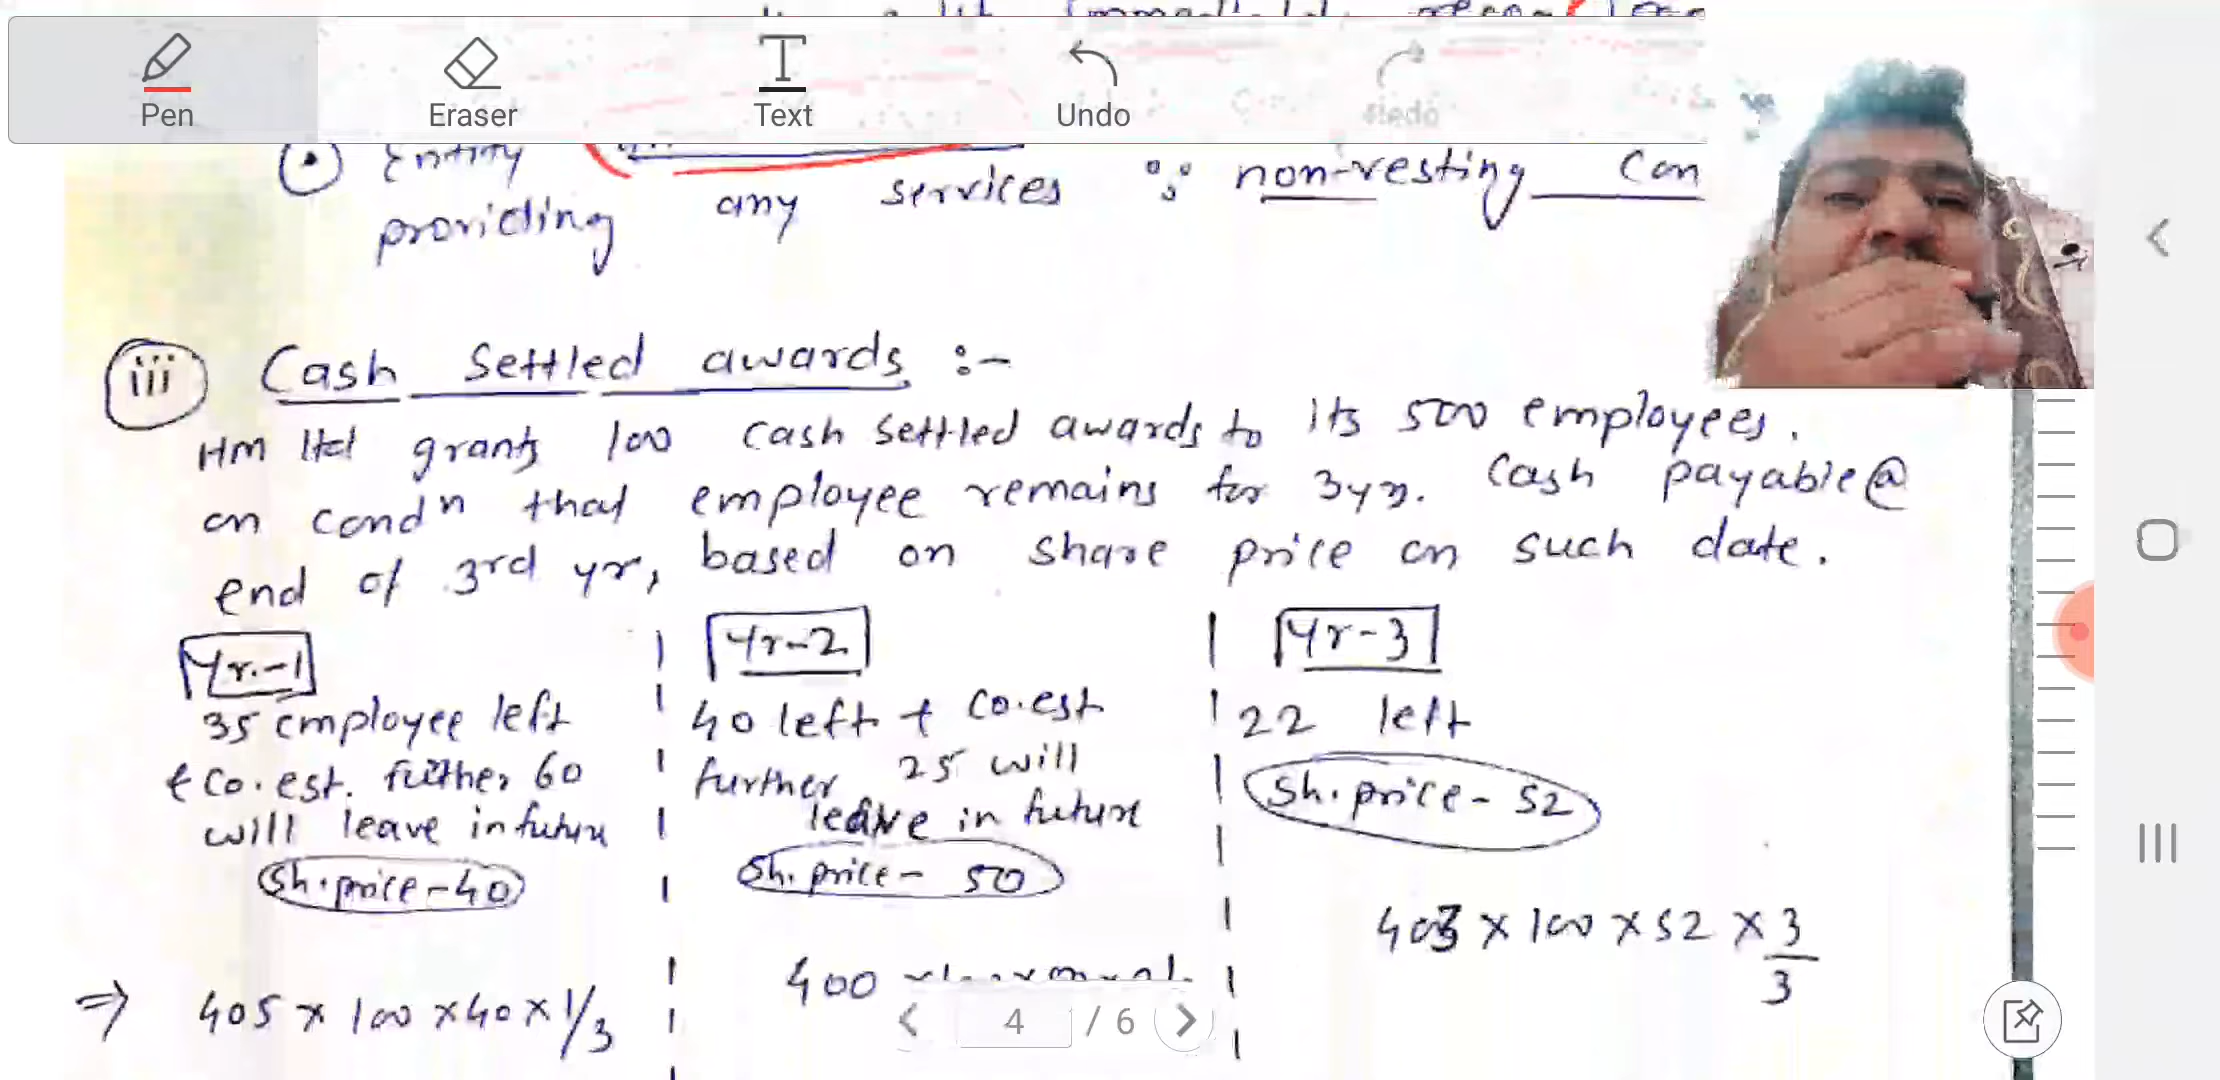 Pen
Eraser
Text
Undo
Redo
Entity
providing any services ∵ non-vesting Con
iii Cash Settled awards :-
HM ltd grants 100 cash settled awards to its 500 employees.
on condn that employee remains for 3yrs. Cash payable@
end of 3rd yr, based on share price on such date.
Yr.-1
35 employee left
& Co. est. further 60
will leave in future
Sh. price - 40
⇒ 405 x 100 x 40 x 1/3
Yr-2
40 left & Co. est
further 25 will
leave in future
Sh. price - 50
400
Yr-3
22 left
Sh. price - 52
403 x 100 x 52 x 3/3
4 / 6